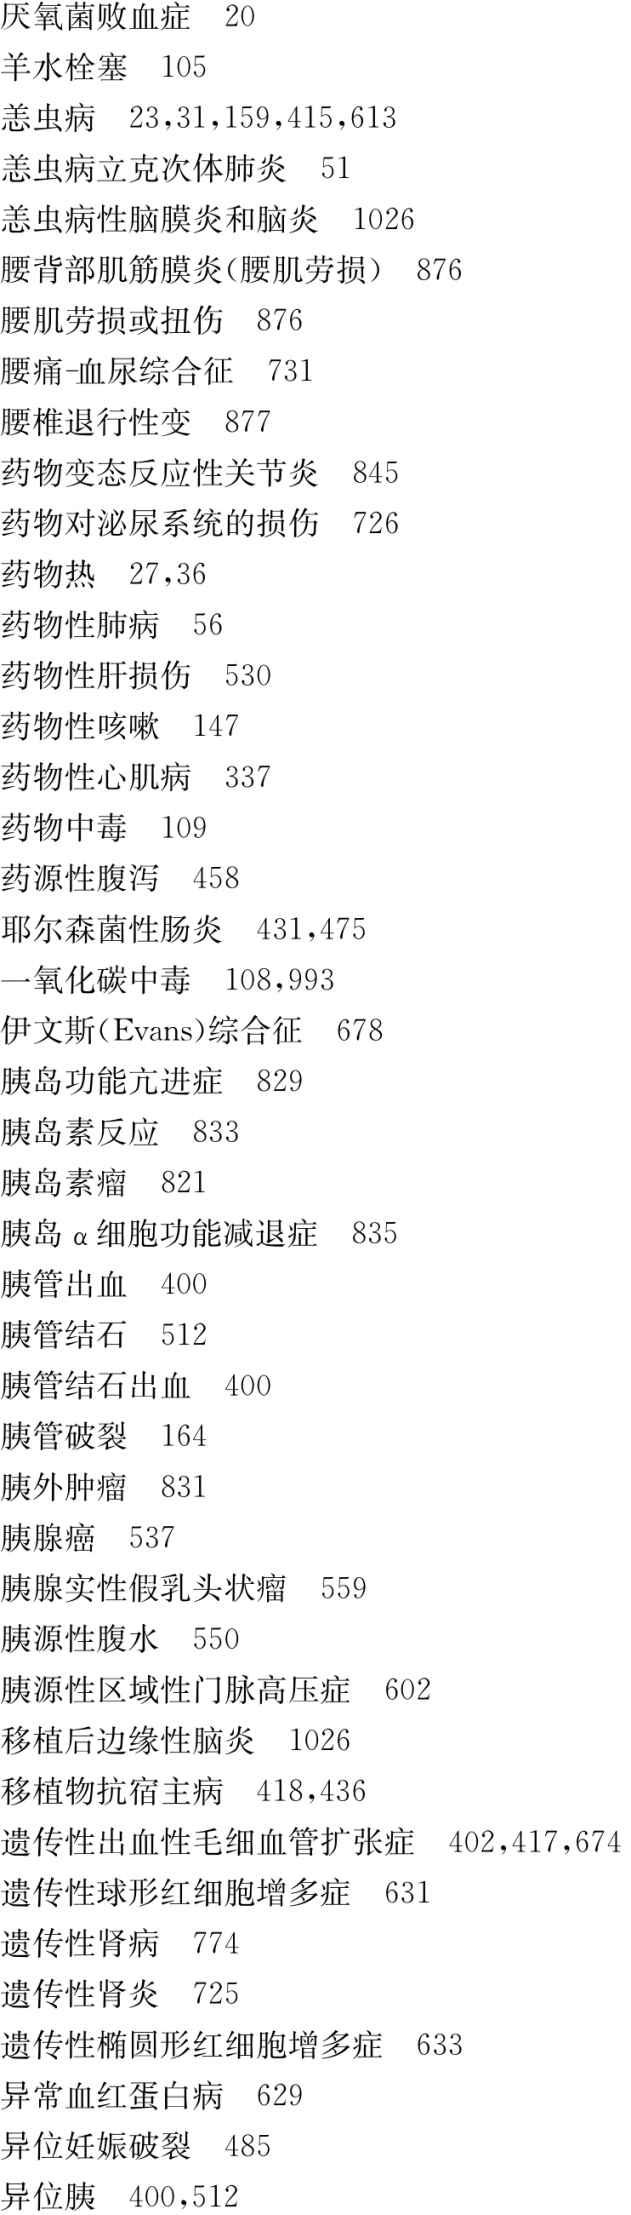 厌氧菌败血症　20
羊水栓塞　105
恙虫病　23,31,159,415,613
恙虫病立克次体肺炎　51
恙虫病性脑膜炎和脑炎　1026
腰背部肌筋膜炎(腰肌劳损)　876
腰肌劳损或扭伤　876
腰痛-血尿综合征　731
腰椎退行性变　877
药物变态反应性关节炎　845
药物对泌尿系统的损伤　726
药物热　27,36
药物性肺病　56
药物性肝损伤　530
药物性咳嗽　147
药物性心肌病　337
药物中毒　109
药源性腹泻　458
耶尔森菌性肠炎　431,475
一氧化碳中毒　108,993
伊文斯(Evans)综合征　678
胰岛功能亢进症　829
胰岛素反应　833
胰岛素瘤　821
胰岛α细胞功能减退症　835
胰管出血　400
胰管结石　512
胰管结石出血　400
胰管破裂　164
胰外肿瘤　831
胰腺癌　537
胰腺实性假乳头状瘤　559
胰源性腹水　550
胰源性区域性门脉高压症　602
移植后边缘性脑炎　1026
移植物抗宿主病　418,436
遗传性出血性毛细血管扩张症　402,417,674
遗传性球形红细胞增多症　631
遗传性肾病　774
遗传性肾炎　725
遗传性椭圆形红细胞增多症　633
异常血红蛋白病　629
异位妊娠破裂　485
异位胰　400,512